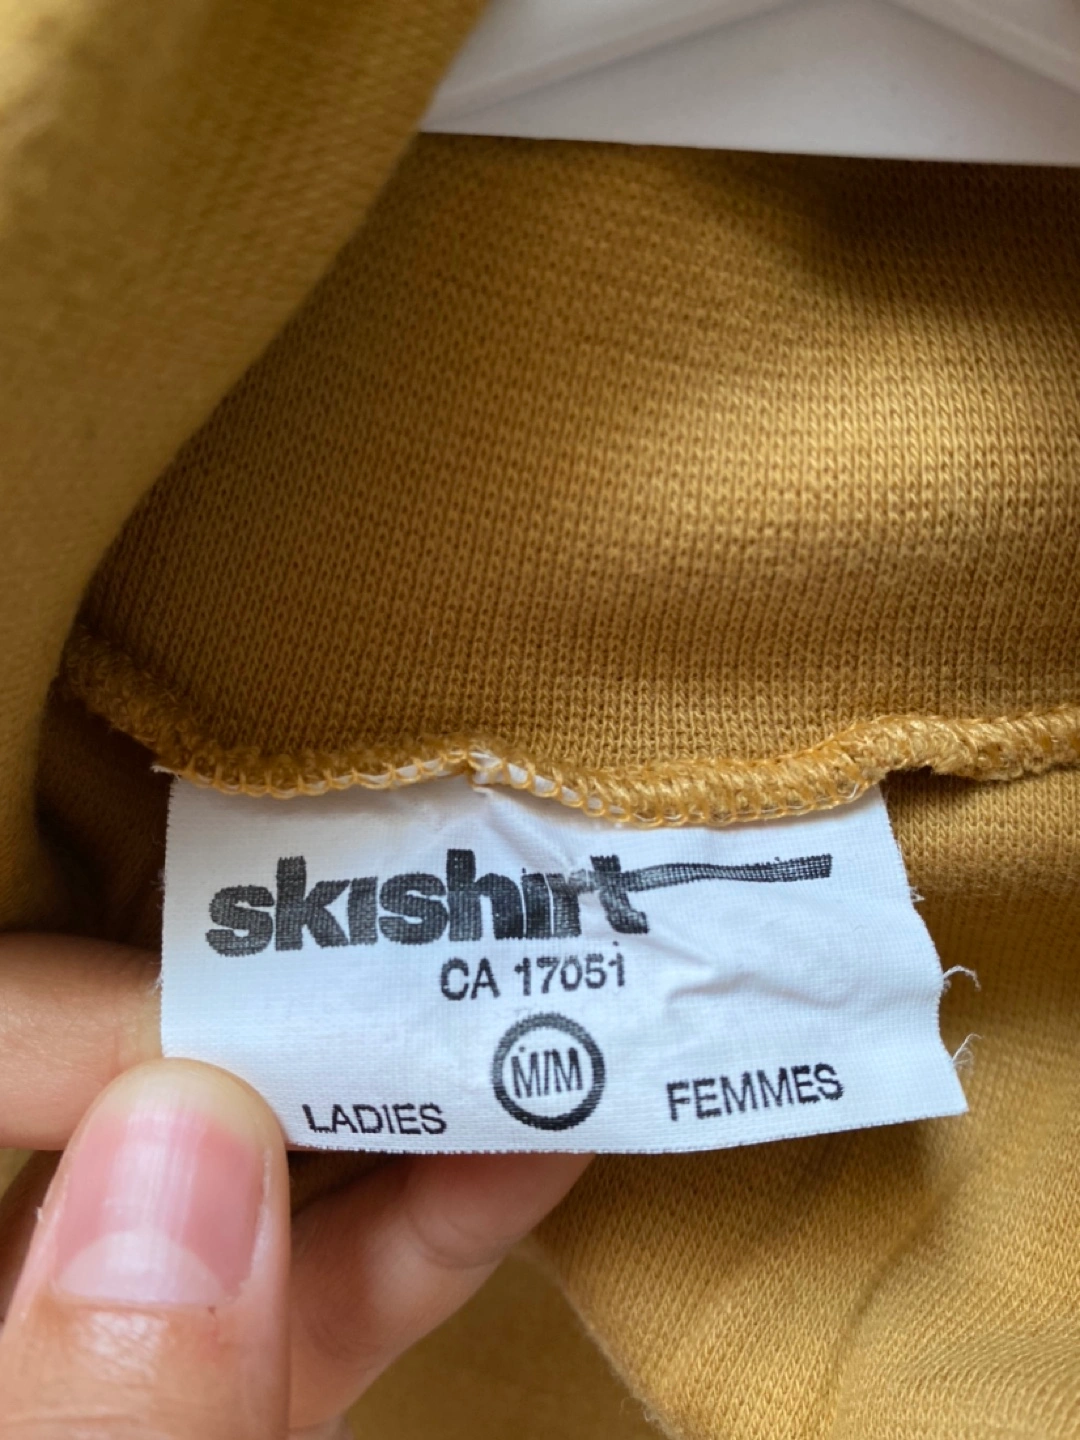 skishirt
CA 17051
M/M
LADIES FEMMES